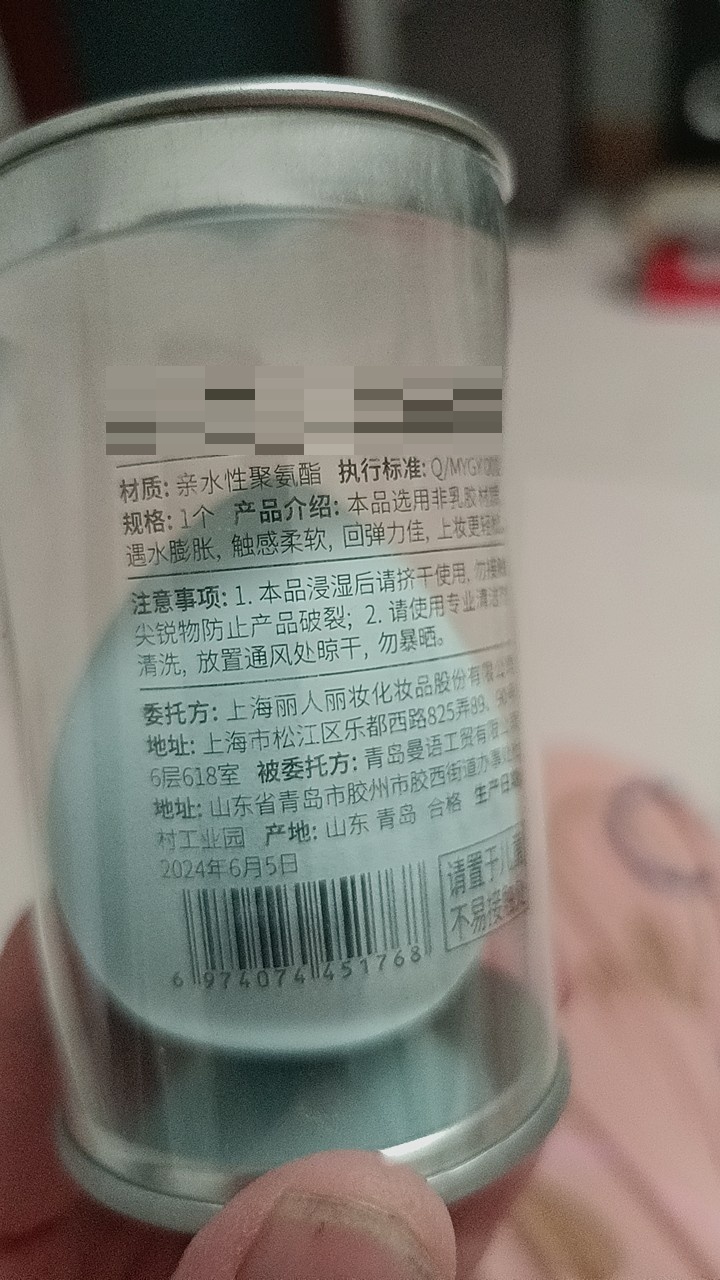 材质: 亲水性聚氨酯 执行标准: Q/MYGY
规格: 1个 产品介绍: 本品选用非乳胶材质
遇水膨胀, 触感柔软, 回弹力佳, 上妆更轻松
注意事项: 1. 本品浸湿后请挤干使用, 勿
尖锐物防止产品破裂; 2. 请使用专业清洁
清洗, 放置通风处晾干, 勿暴晒。
委托方: 上海丽人丽妆化妆品股份有限公司
地址: 上海市松江区乐都西路825弄89、90号
6层618室 被委托方: 青岛曼语工贸有限
地址: 山东省青岛市胶州市胶西街道办事处
村工业园 产地: 山东 青岛 合格 生产日期
2024年6月5日
请置于儿童
不易接触
6 974074 451768